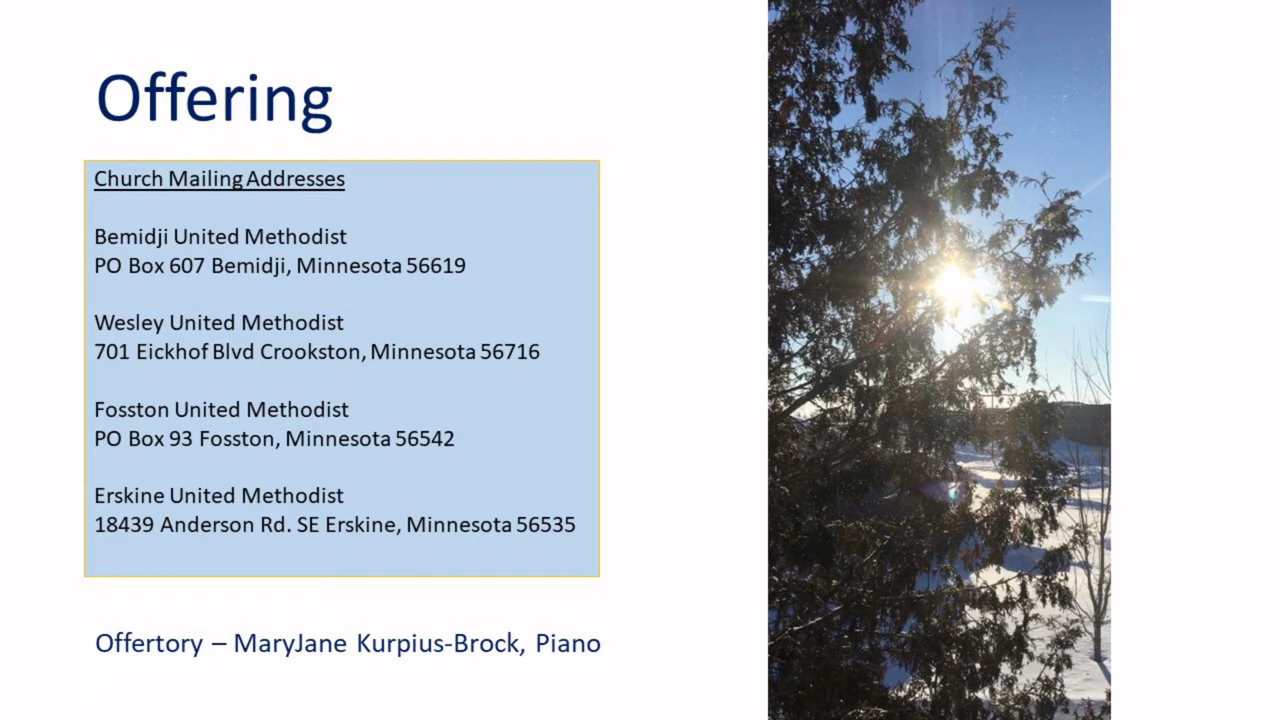 Offering
Church Mailing Addresses
Bemidji United Methodist
PO Box 607 Bemidji, Minnesota 56619
Wesley United Methodist
701 Eickhof Blvd Crookston, Minnesota 56716
Fosston United Methodist
PO Box 93 Fosston, Minnesota 56542
Erskine United Methodist
18439 Anderson Rd. SE Erskine, Minnesota 56535
Offertory – MaryJane Kurpius-Brock, Piano